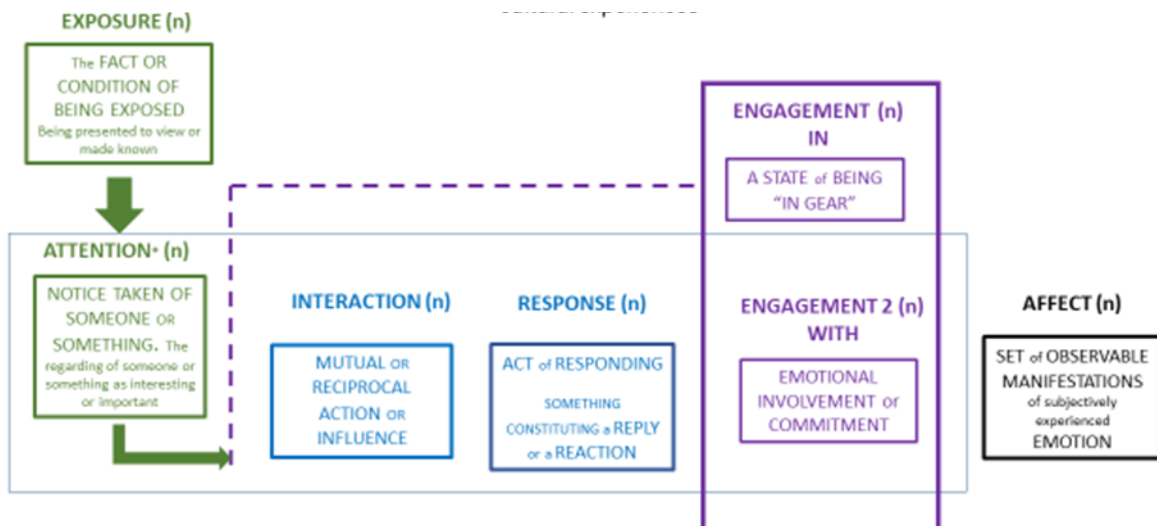 EXPOSURE (n)
The FACT OR
CONDITION OF
BEING EXPOSED
Being presented to view or
made known
ENGAGEMENT (n)
IN
A STATE of BEING
"IN GEAR"
ATTENTION* (n)
NOTICE TAKEN OF
SOMEONE OR
SOMETHING. The
regarding of someone or
something as interesting
or important
INTERACTION (n)
MUTUAL OR
RECIPROCAL
ACTION OR
INFLUENCE
RESPONSE (n)
ACT of RESPONDING
SOMETHING
CONSTITUTING a REPLY
or a REACTION
ENGAGEMENT 2 (n)
WITH
EMOTIONAL
INVOLVEMENT or
COMMITMENT
AFFECT (n)
SET of OBSERVABLE
MANIFESTATIONS
of subjectively
experienced
EMOTION